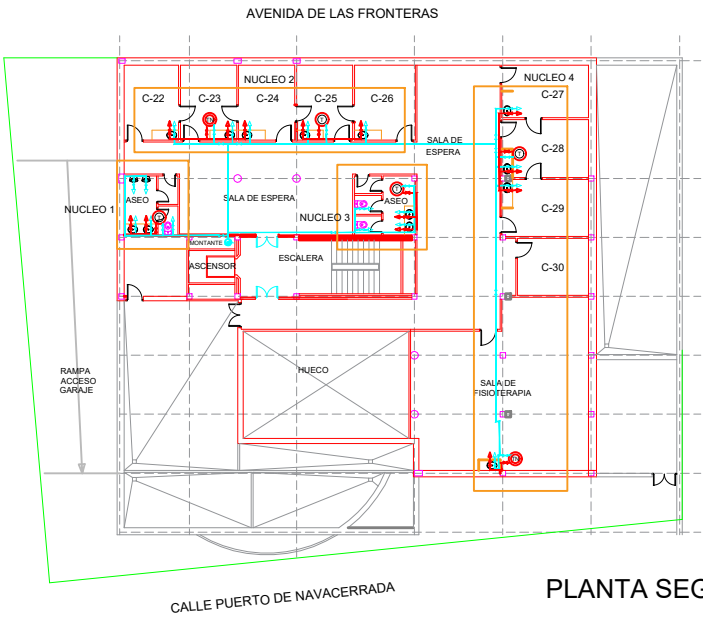 AVENIDA DE LAS FRONTERAS
NUCLEO 2
NUCLEO 4
C-22
C-23
C-24
C-25
C-26
C-27
SALA DE
ESPERA
C-28
ASEO
SALA DE ESPERA
ASEO
NUCLEO 1
NUCLEO 3
C-29
MONTANTE
ESCALERA
ASCENSOR
C-30
RAMPA
ACCESO
GARAJE
HUECO
SALA DE
FISIOTERAPIA
CALLE PUERTO DE NAVACERRADA
PLANTA SEG